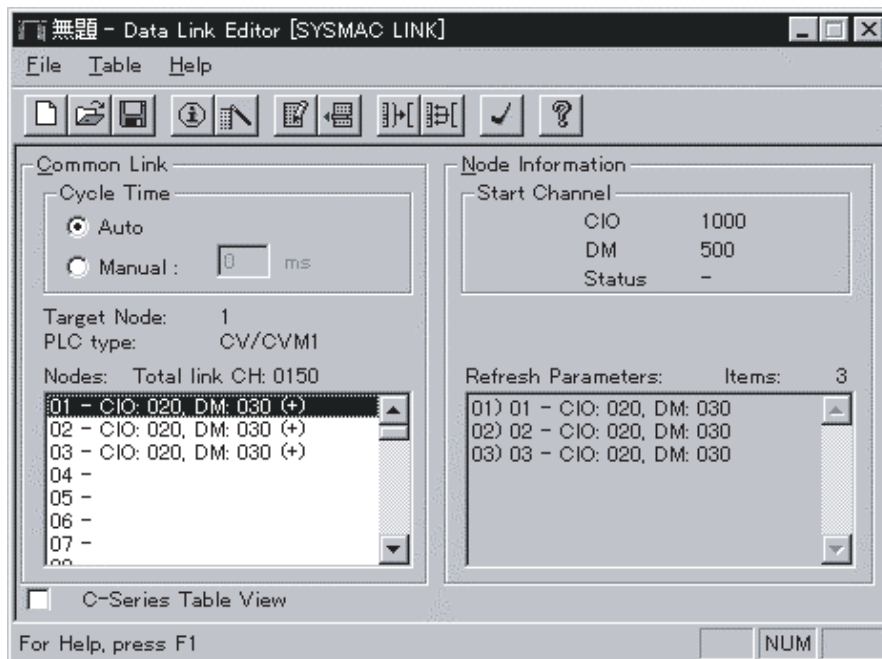 無題 - Data Link Editor [SYSMAC LINK]
File Table Help
Common Link
Cycle Time
Auto
Manual : 0 ms
Target Node: 1
PLC type: CV/CVM1
Nodes: Total link CH: 0150
01 - CIO: 020, DM: 030 (+)
02 - CIO: 020, DM: 030 (+)
03 - CIO: 020, DM: 030 (+)
04 -
05 -
06 -
07 -
C-Series Table View
Node Information
Start Channel
CIO 1000
DM 500
Status -
Refresh Parameters: Items: 3
01) 01 - CIO: 020, DM: 030
02) 02 - CIO: 020, DM: 030
03) 03 - CIO: 020, DM: 030
For Help, press F1 NUM